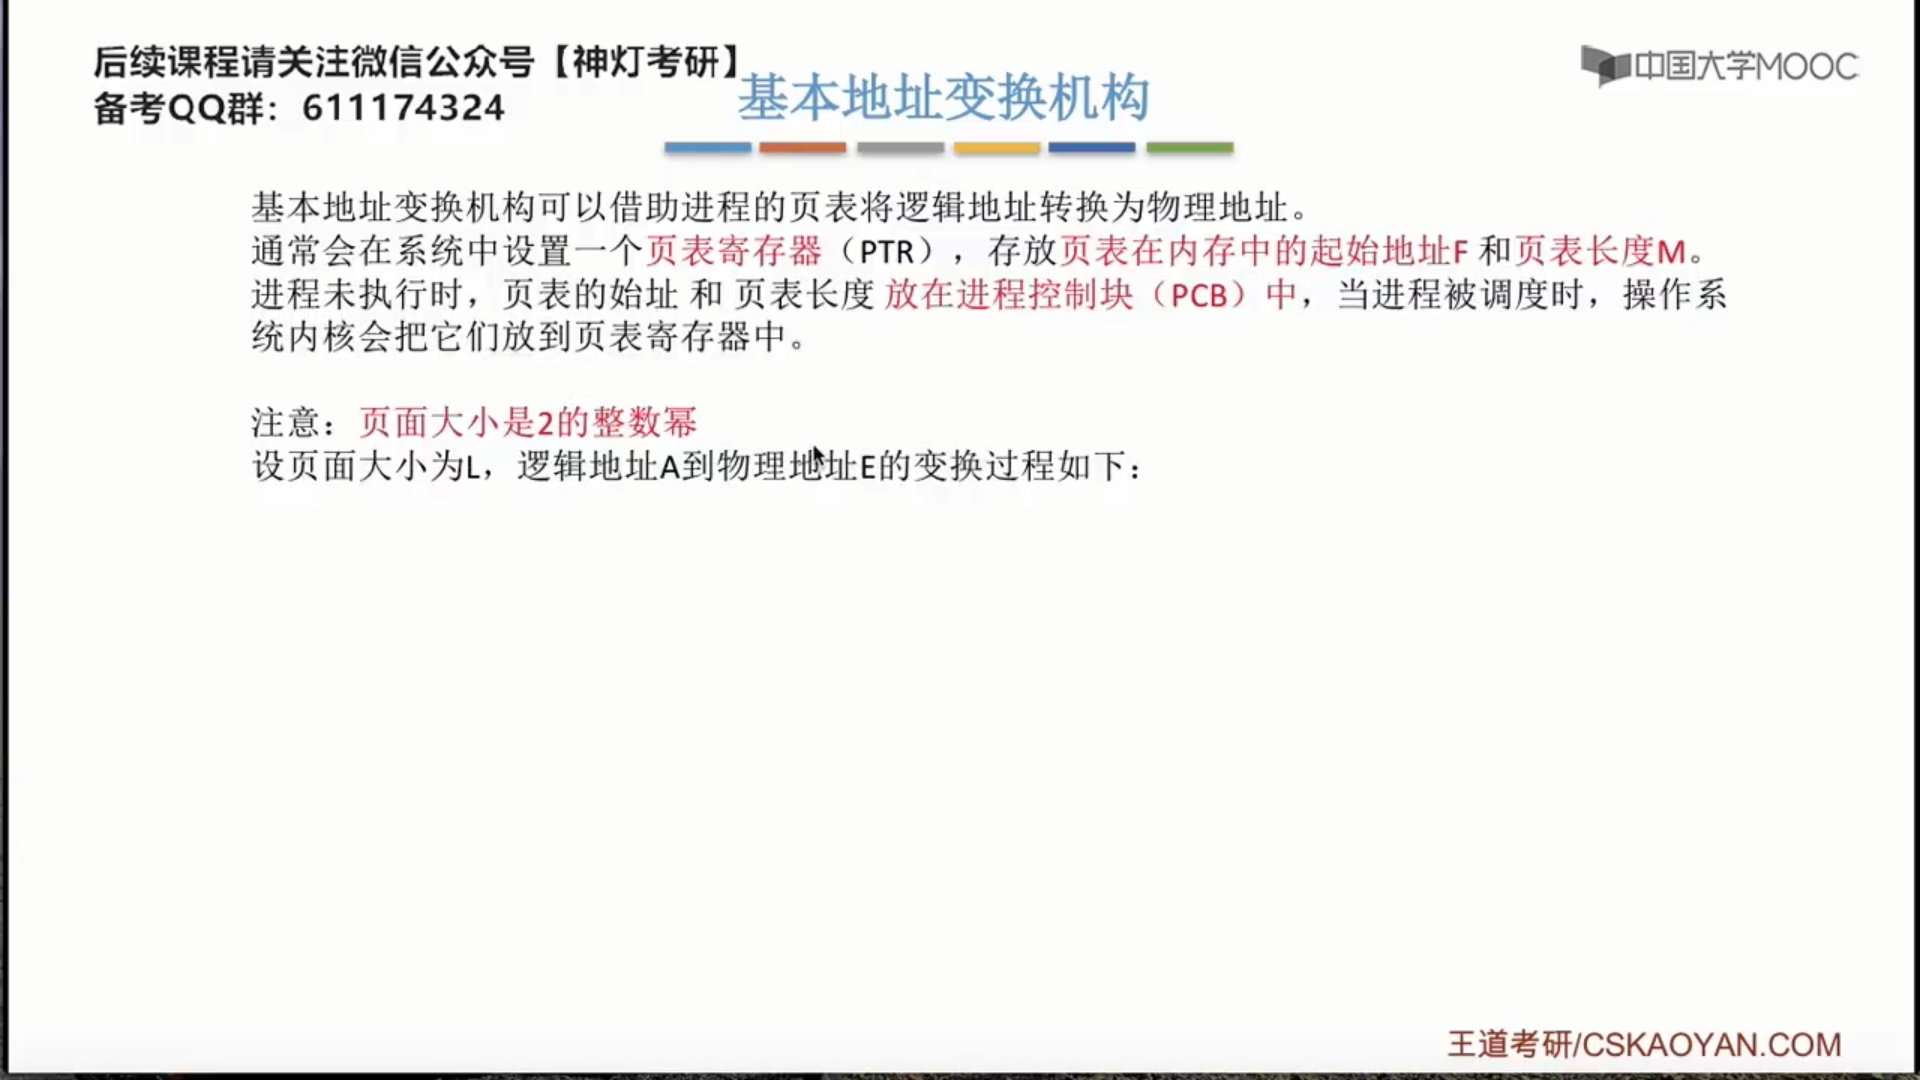 后续课程请关注微信公众号【神灯考研】
备考QQ群：611174324
中国大学MOOC
基本地址变换机构
基本地址变换机构可以借助进程的页表将逻辑地址转换为物理地址。
通常会在系统中设置一个页表寄存器（PTR），存放页表在内存中的起始地址F 和页表长度M。
进程未执行时，页表的始址 和 页表长度 放在进程控制块（PCB）中，当进程被调度时，操作系
统内核会把它们放到页表寄存器中。
注意：页面大小是2的整数幂
设页面大小为L，逻辑地址A到物理地址E的变换过程如下：
王道考研/CSKAOYAN.COM